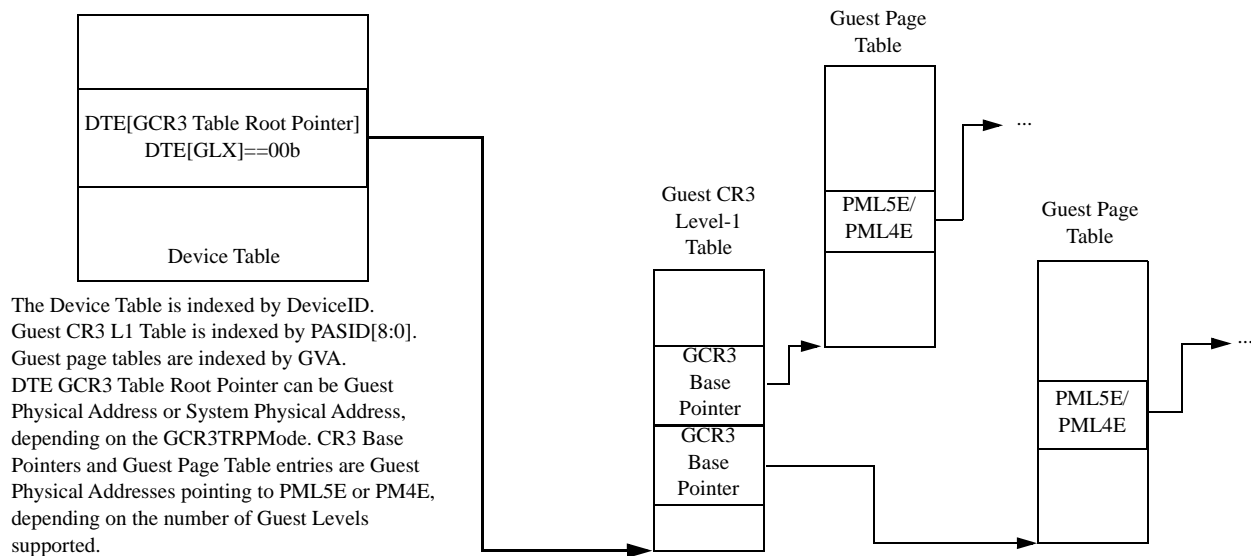 DTE[GCR3 Table Root Pointer]
DTE[GLX]==00b
Device Table
The Device Table is indexed by DeviceID.
Guest CR3 L1 Table is indexed by PASID[8:0].
Guest page tables are indexed by GVA.
DTE GCR3 Table Root Pointer can be Guest
Physical Address or System Physical Address,
depending on the GCR3TRPMode. CR3 Base
Pointers and Guest Page Table entries are Guest
Physical Addresses pointing to PML5E or PM4E,
depending on the number of Guest Levels
supported.
Guest CR3
Level-1
Table
GCR3
Base
Pointer
GCR3
Base
Pointer
Guest Page
Table
PML5E/
PML4E
...
Guest Page
Table
PML5E/
PML4E
...